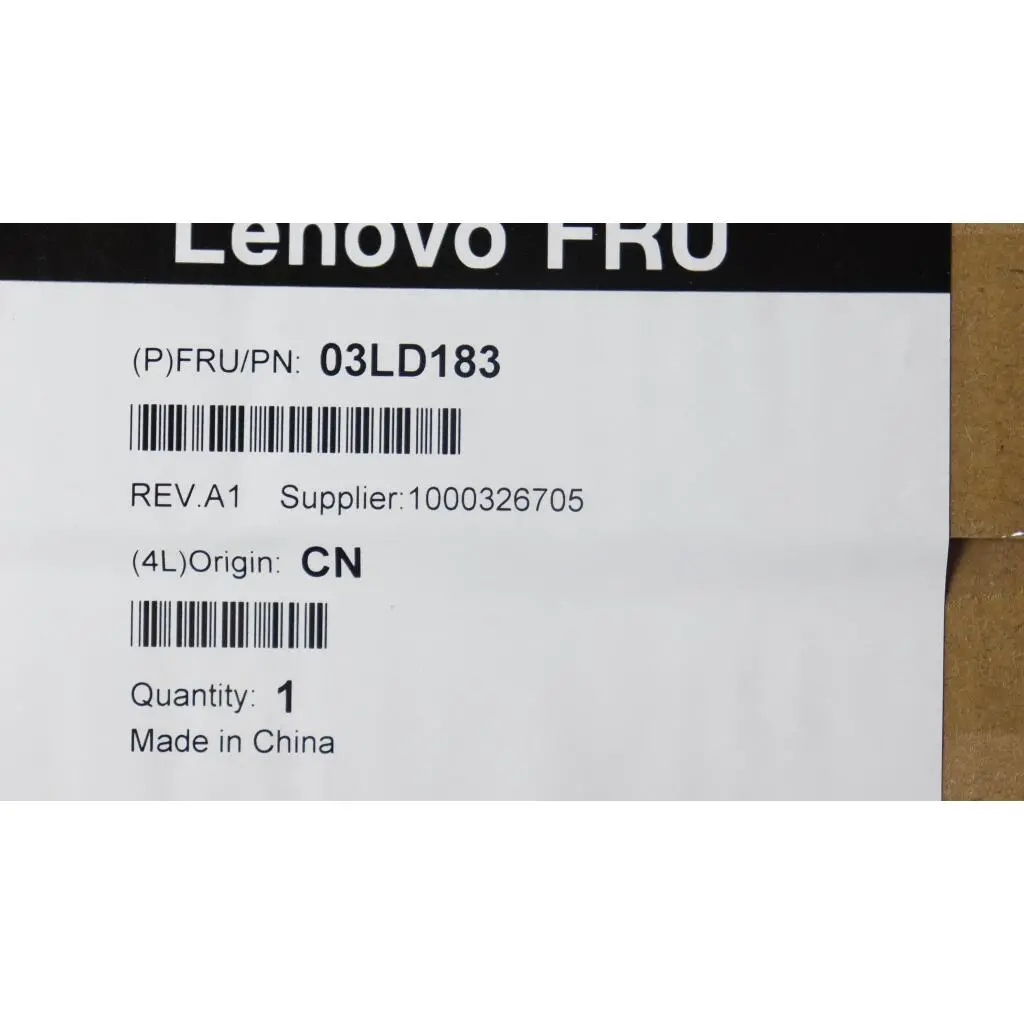 Lenovo FRU
(P)FRU/PN: 03LD183
REV.A1 Supplier:1000326705
(4L)Origin: CN
Quantity: 1
Made in China